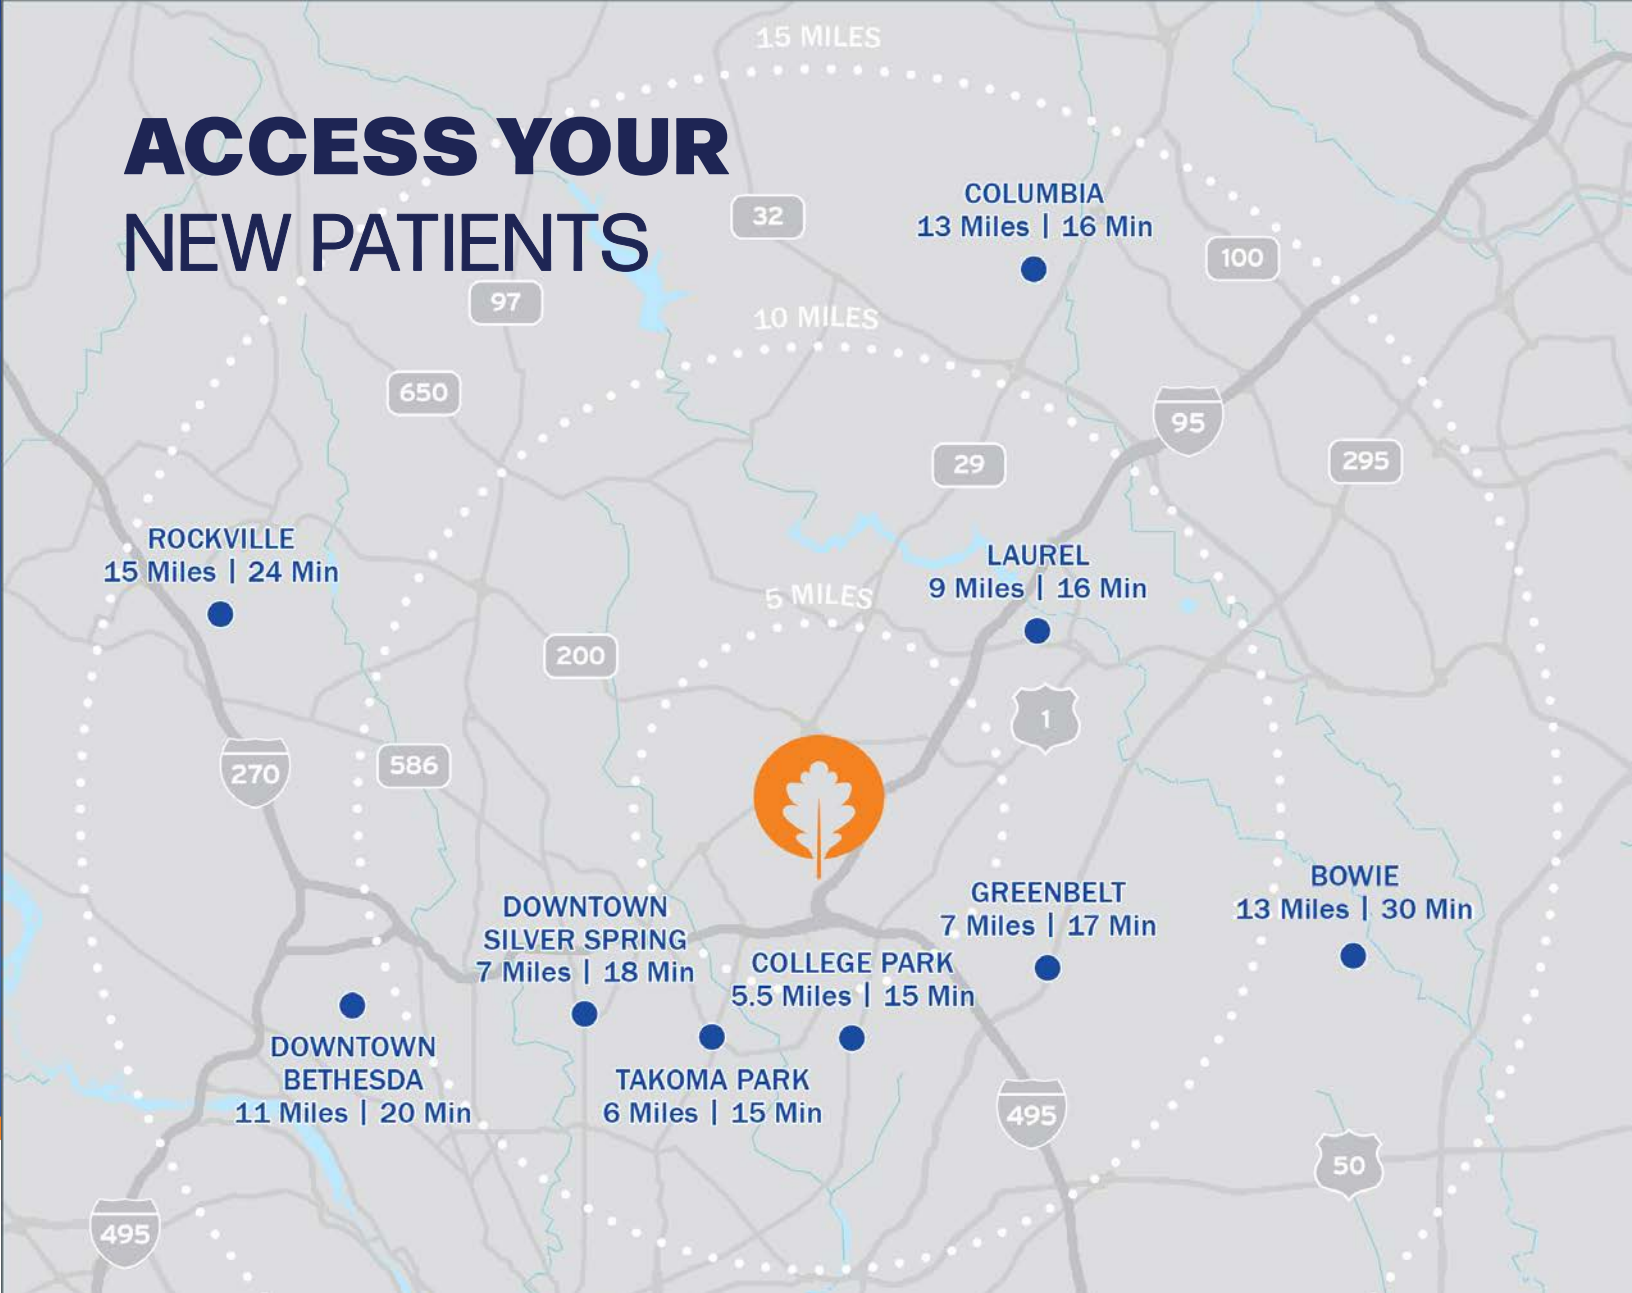 15 MILES
ACCESS YOUR
NEW PATIENTS
32
COLUMBIA
13 Miles | 16 Min
100
97
10 MILES
650
95
29
295
ROCKVILLE
15 Miles | 24 Min
LAUREL
9 Miles | 16 Min
5 MILES
200
1
270
586
DOWNTOWN
SILVER SPRING
7 Miles | 18 Min
GREENBELT
7 Miles | 17 Min
BOWIE
13 Miles | 30 Min
COLLEGE PARK
5.5 Miles | 15 Min
DOWNTOWN
BETHESDA
11 Miles | 20 Min
TAKOMA PARK
6 Miles | 15 Min
495
50
495